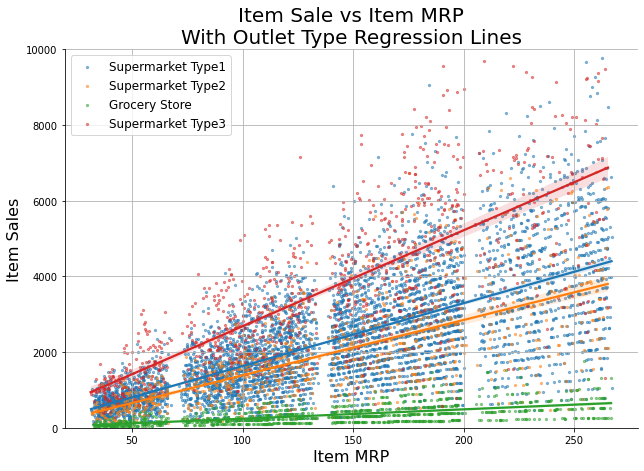 Item Sale vs Item MRP
With Outlet Type Regression Lines
Supermarket Type1
Supermarket Type2
Grocery Store
Supermarket Type3
10000
8000
6000
4000
2000
0
Item Sales
50
100
150
200
250
Item MRP